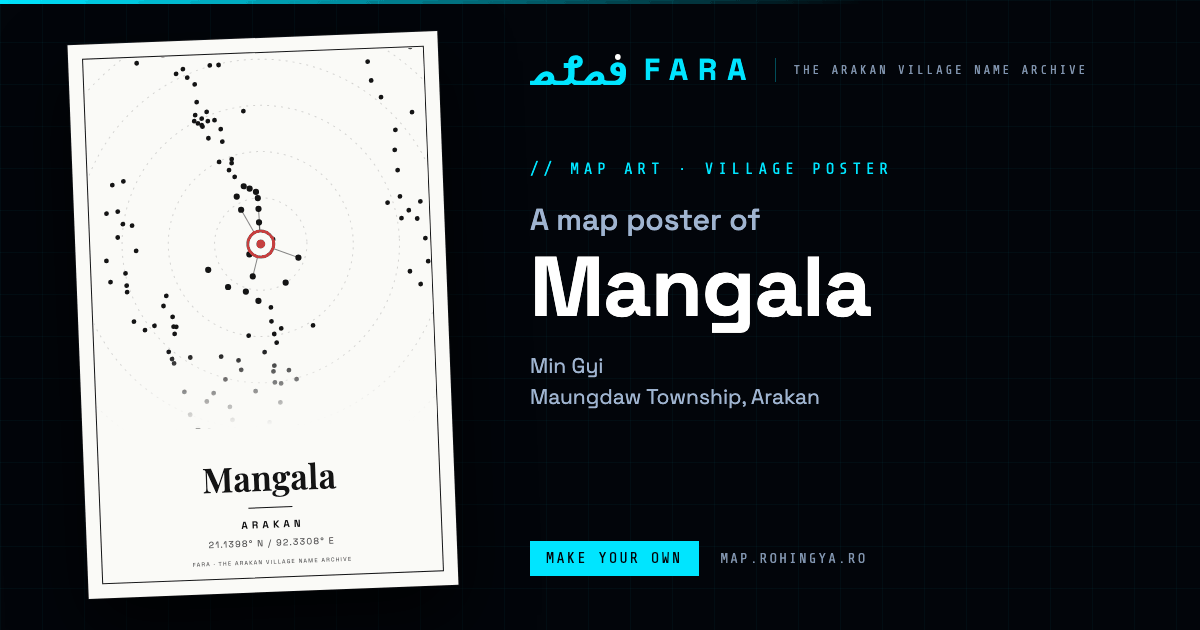 FARA
THE ARAKAN VILLAGE NAME ARCHIVE
// MAP ART · VILLAGE POSTER
A map poster of
Mangala
Min Gyi
Maungdaw Township, Arakan
MAKE YOUR OWN
MAP.ROHINGYA.RO
Mangala
ARAKAN
21.1398° N / 92.3308° E
FARA · THE ARAKAN VILLAGE NAME ARCHIVE